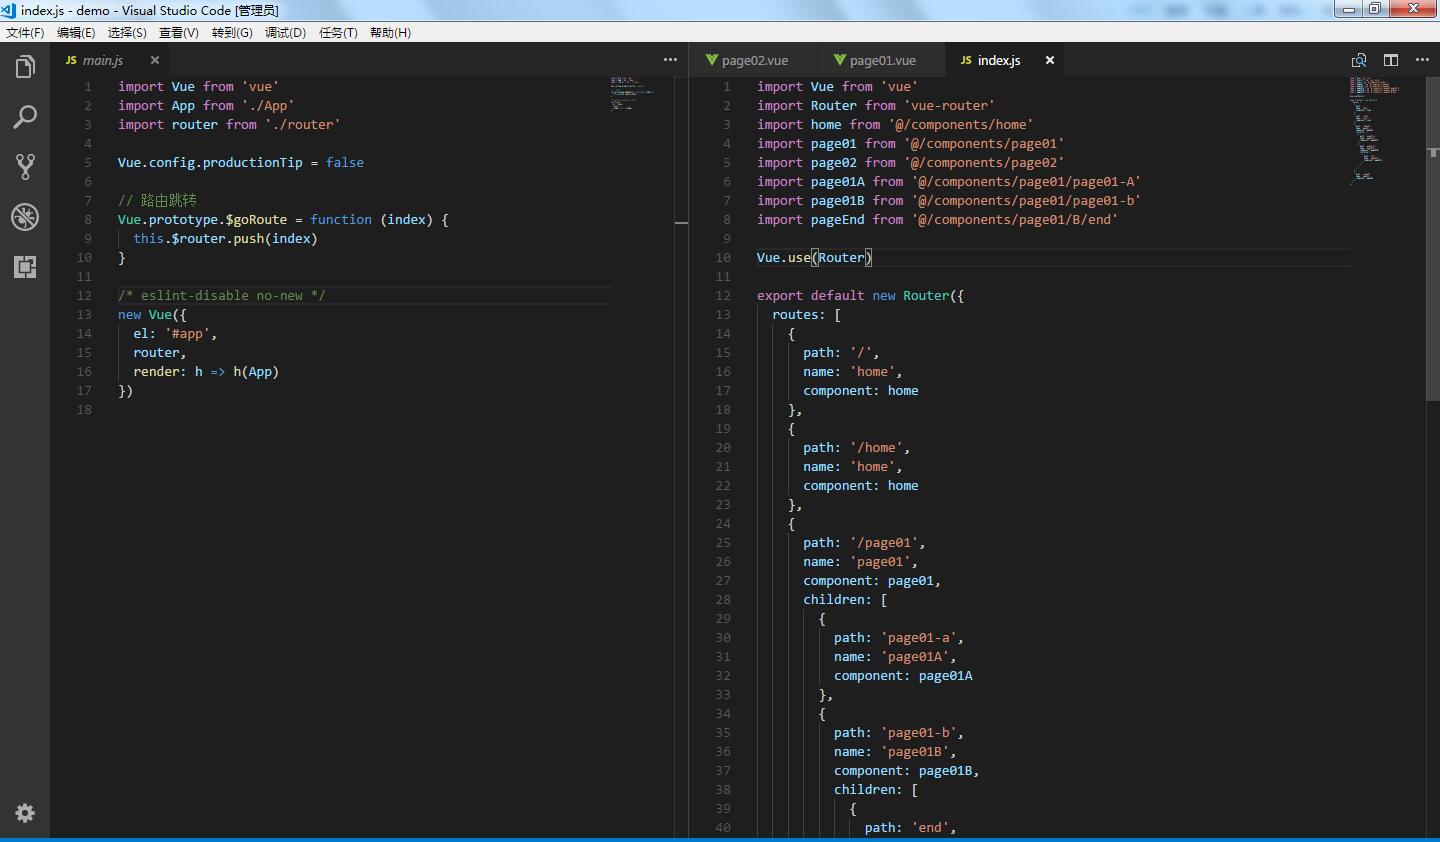 index.js - demo - Visual Studio Code [管理员]
文件(F) 编辑(E) 选择(S) 查看(V) 转到(G) 调试(D) 任务(T) 帮助(H)
JS main.js
1 import Vue from 'vue'
2 import App from './App'
3 import router from './router'
4
5 Vue.config.productionTip = false
6
7 // 路由跳转
8 Vue.prototype.$goRoute = function (index) {
9 this.$router.push(index)
10 }
11
12 /* eslint-disable no-new */
13 new Vue({
14 el: '#app',
15 router,
16 render: h => h(App)
17 })
18
page02.vue page01.vue JS index.js
1 import Vue from 'vue'
2 import Router from 'vue-router'
3 import home from '@/components/home'
4 import page01 from '@/components/page01'
5 import page02 from '@/components/page02'
6 import page01A from '@/components/page01/page01-A'
7 import page01B from '@/components/page01/page01-b'
8 import pageEnd from '@/components/page01/B/end'
9
10 Vue.use(Router)
11
12 export default new Router({
13 routes: [
14 {
15 path: '/',
16 name: 'home',
17 component: home
18 },
19 {
20 path: '/home',
21 name: 'home',
22 component: home
23 },
24 {
25 path: '/page01',
26 name: 'page01',
27 component: page01,
28 children: [
29 {
30 path: 'page01-a',
31 name: 'page01A',
32 component: page01A
33 },
34 {
35 path: 'page01-b',
36 name: 'page01B',
37 component: page01B,
38 children: [
39 {
40 path: 'end',